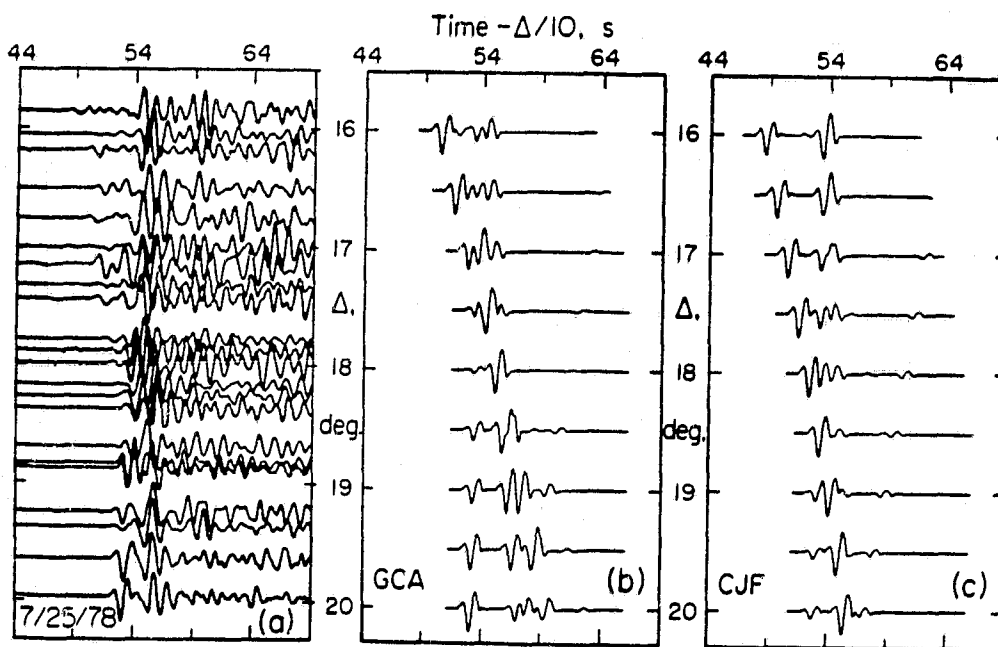 Time -Δ/10, s
44 54 64 44 54 64 44 54 64
16 16
17 17
Δ, Δ,
18 18
deg. deg.
19 19
20 20
7/25/78 (a) GCA (b) CJF (c)